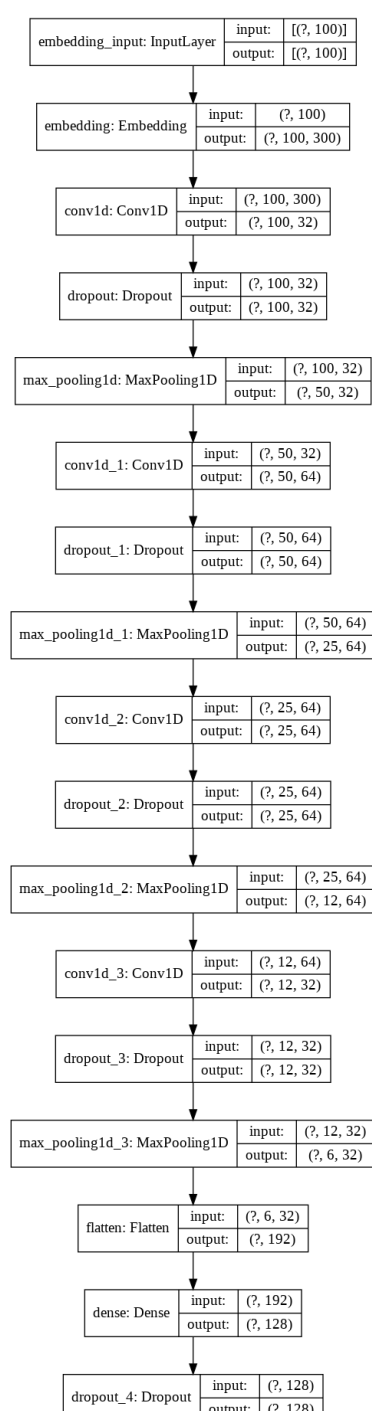 embedding_input: InputLayer
input: [(?, 100)]
output: [(?, 100)]
embedding: Embedding
input: (?, 100)
output: (?, 100, 300)
conv1d: Conv1D
input: (?, 100, 300)
output: (?, 100, 32)
dropout: Dropout
input: (?, 100, 32)
output: (?, 100, 32)
max_pooling1d: MaxPooling1D
input: (?, 100, 32)
output: (?, 50, 32)
conv1d_1: Conv1D
input: (?, 50, 32)
output: (?, 50, 64)
dropout_1: Dropout
input: (?, 50, 64)
output: (?, 50, 64)
max_pooling1d_1: MaxPooling1D
input: (?, 50, 64)
output: (?, 25, 64)
conv1d_2: Conv1D
input: (?, 25, 64)
output: (?, 25, 64)
dropout_2: Dropout
input: (?, 25, 64)
output: (?, 25, 64)
max_pooling1d_2: MaxPooling1D
input: (?, 25, 64)
output: (?, 12, 64)
conv1d_3: Conv1D
input: (?, 12, 64)
output: (?, 12, 32)
dropout_3: Dropout
input: (?, 12, 32)
output: (?, 12, 32)
max_pooling1d_3: MaxPooling1D
input: (?, 12, 32)
output: (?, 6, 32)
flatten: Flatten
input: (?, 6, 32)
output: (?, 192)
dense: Dense
input: (?, 192)
output: (?, 128)
dropout_4: Dropout
input: (?, 128)
output: (?, 128)